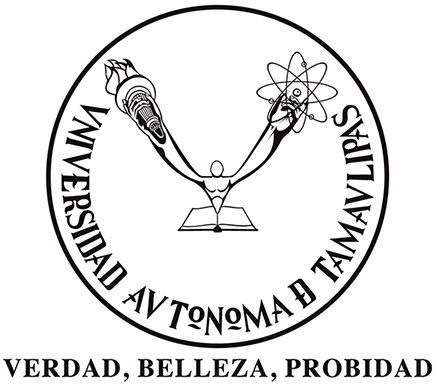 VNIVERSIDAD AVTONOMA D TAMAVLIPAS
VERDAD, BELLEZA, PROBIDAD